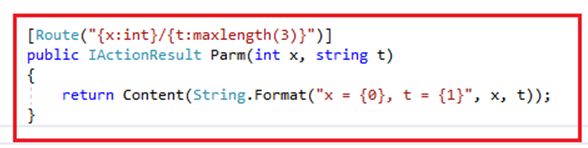 [Route("{x:int}/{t:maxlength(3)}")]
public IActionResult Parm(int x, string t)
{
    return Content(String.Format("x = {0}, t = {1}", x, t));
}